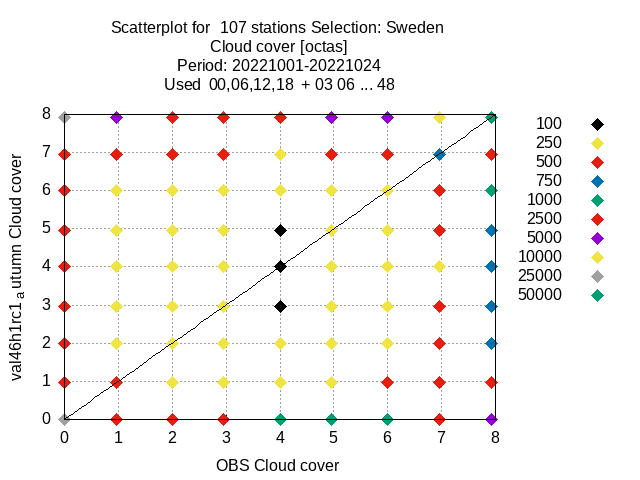 Scatterplot for  107 stations Selection: Sweden
Cloud cover [octas]
Period: 20221001-20221024
Used  00,06,12,18  + 03 06 ... 48
8
7
6
5
4
3
2
1
0
val46h1rc1 a utumn Cloud cover
0 1 2 3 4 5 6 7 8
OBS Cloud cover
100
250
500
750
1000
2500
5000
10000
25000
50000